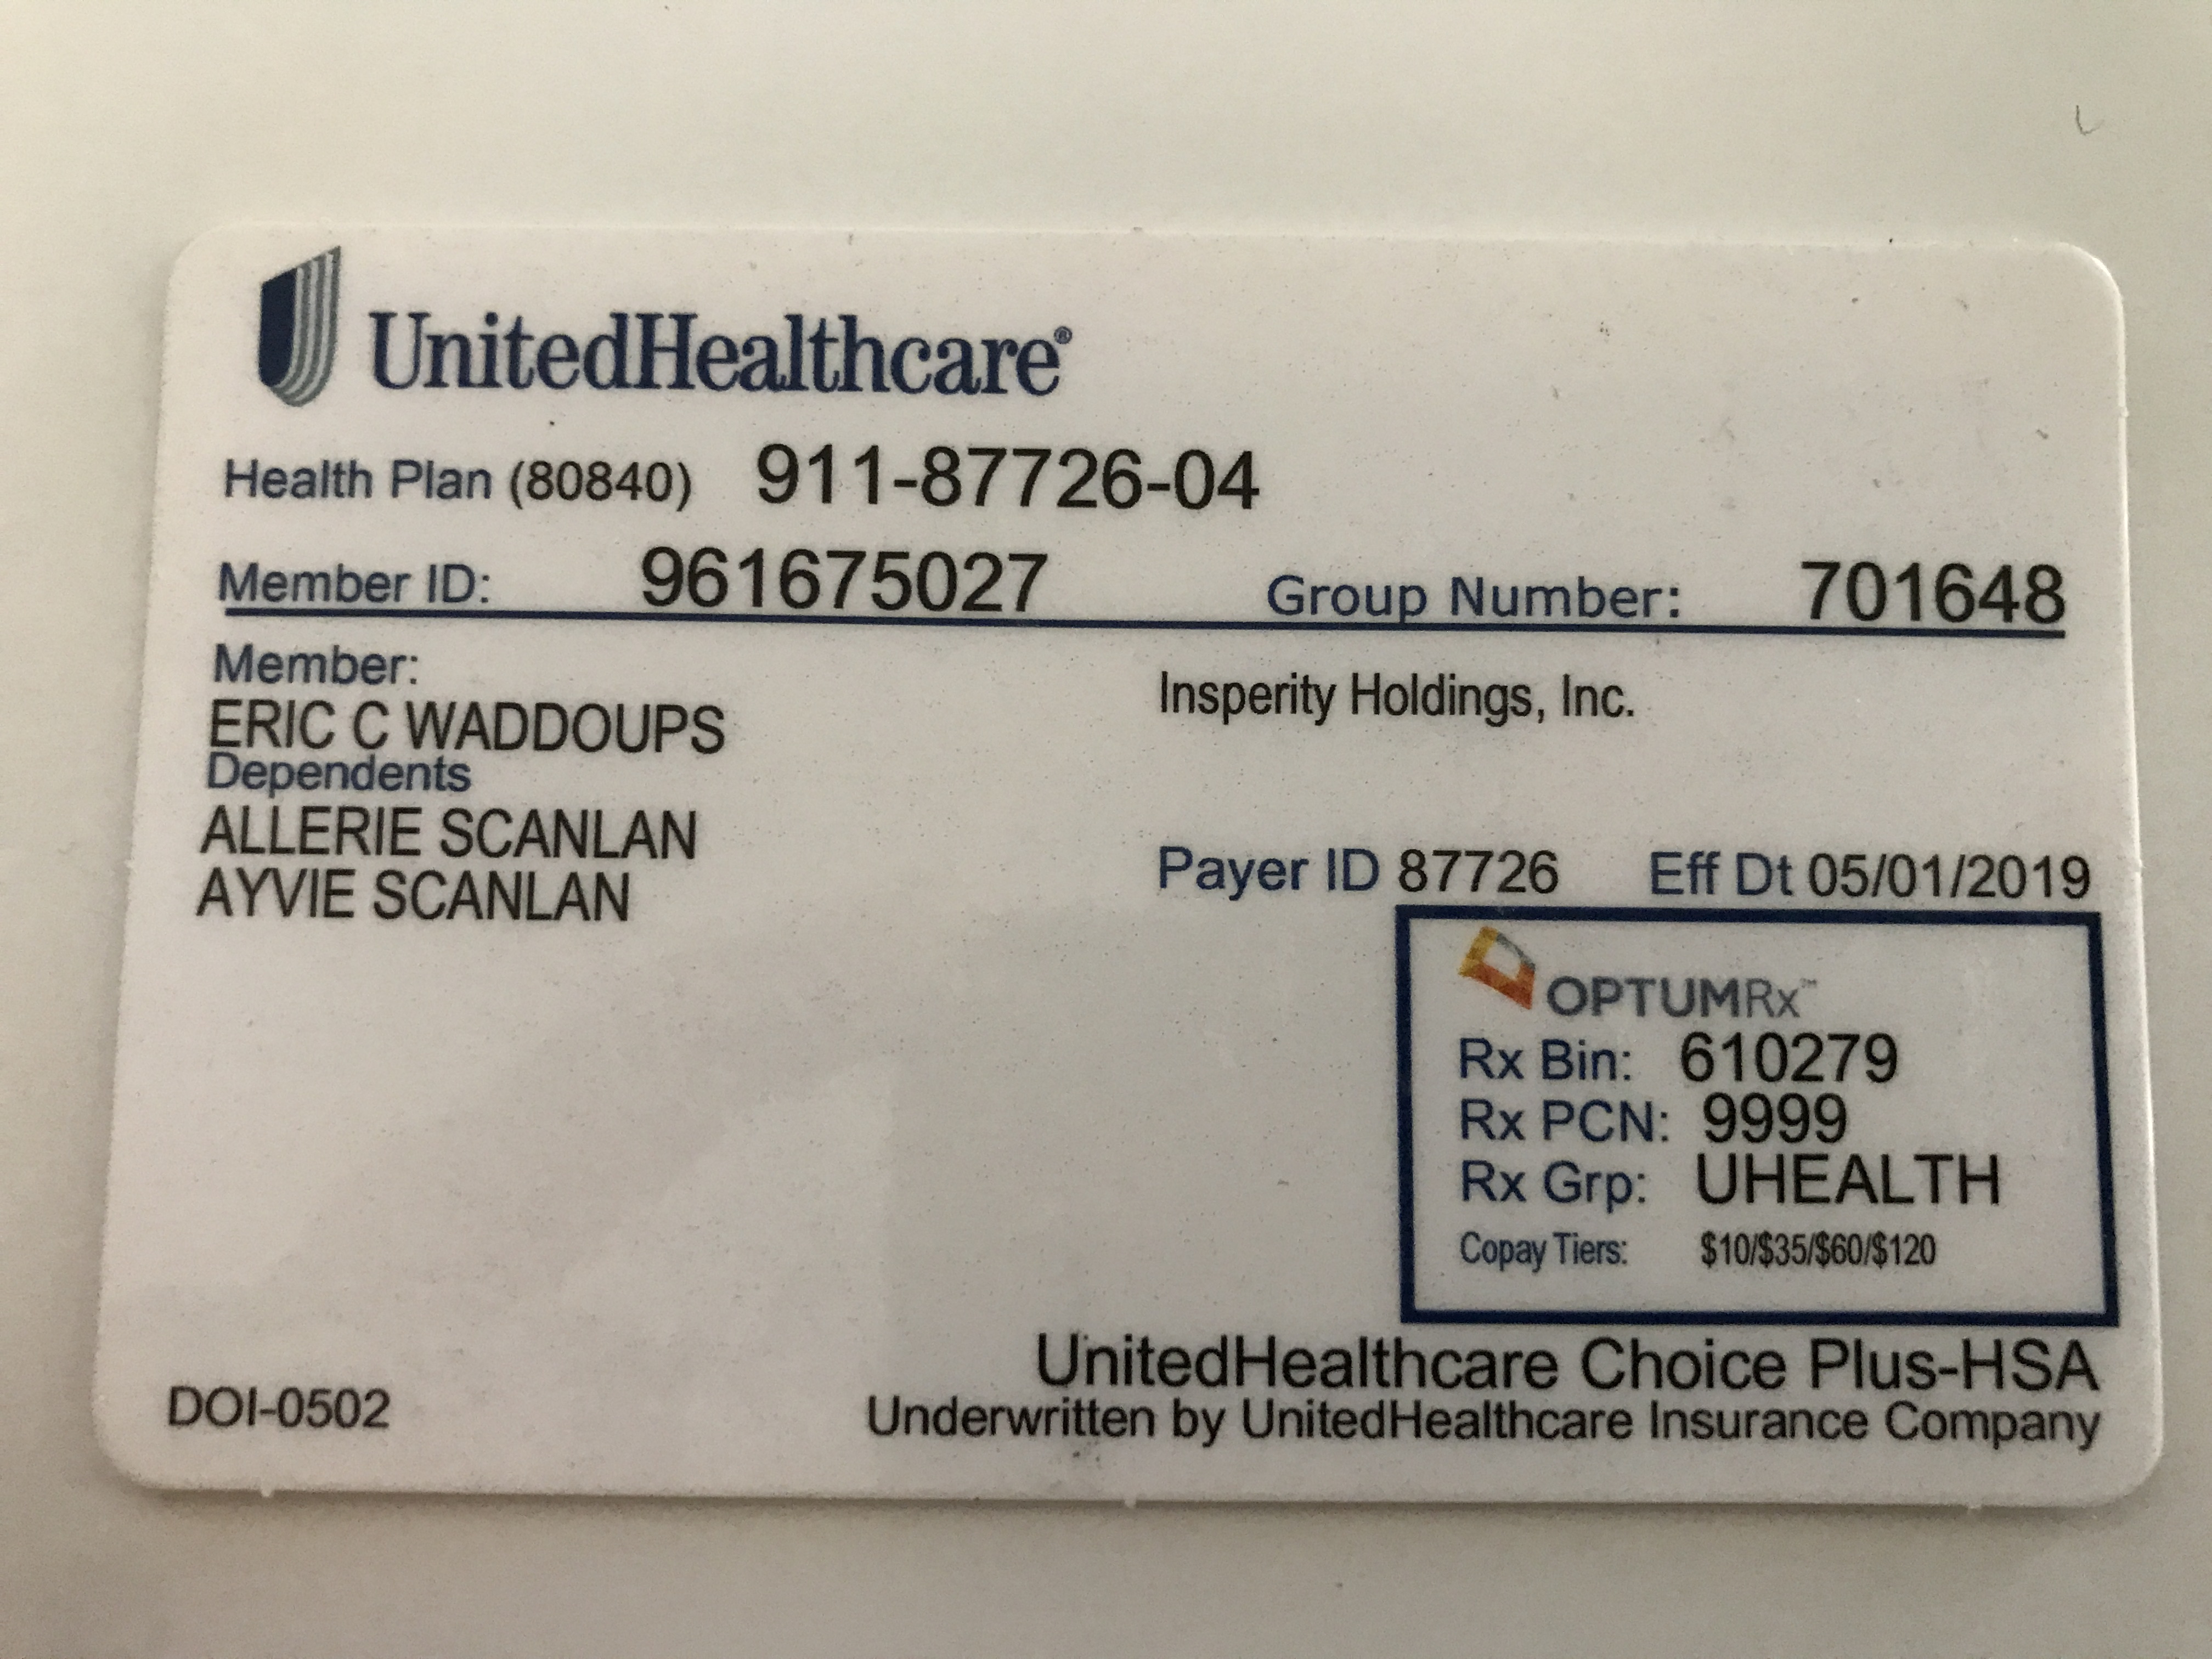 UnitedHealthcare®
Health Plan (80840) 911-87726-04
Member ID: 961675027 Group Number: 701648
Member:
ERIC C WADDOUPS
Dependents
ALLERIE SCANLAN
AYVIE SCANLAN
Insperity Holdings, Inc.
Payer ID 87726 Eff Dt 05/01/2019
OPTUMRx™
Rx Bin: 610279
Rx PCN: 9999
Rx Grp: UHEALTH
Copay Tiers: $10/$35/$60/$120
DOI-0502
UnitedHealthcare Choice Plus-HSA
Underwritten by UnitedHealthcare Insurance Company